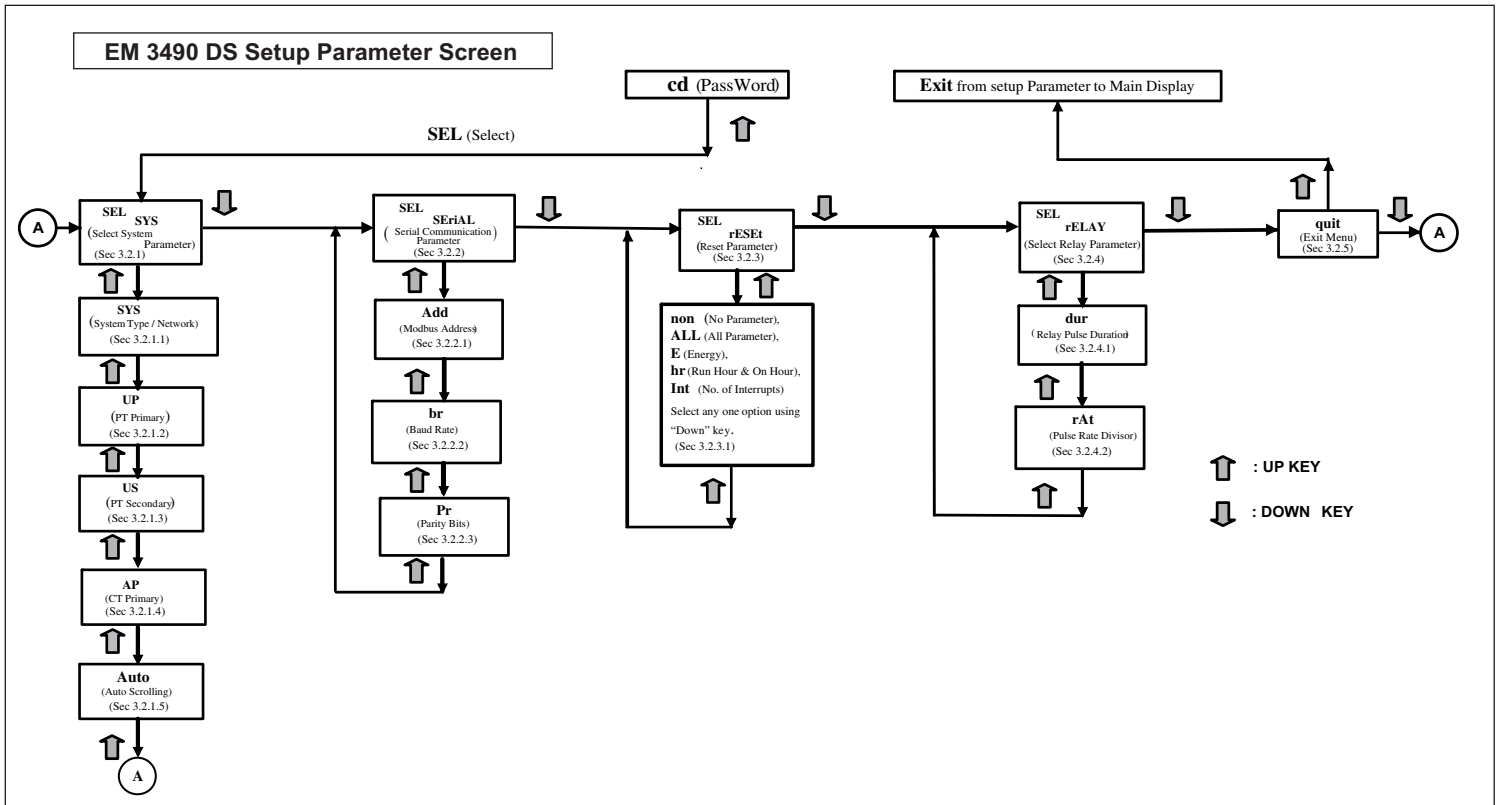 EM 3490 DS Setup Parameter Screen
cd (PassWord)
Exit from setup Parameter to Main Display
SEL (Select)
A
SEL
SYS
(Select System
Parameter)
(Sec 3.2.1)
SYS
(System Type / Network)
(Sec 3.2.1.1)
UP
(PT Primary)
(Sec 3.2.1.2)
US
(PT Secondary)
(Sec 3.2.1.3)
AP
(CT Primary)
(Sec 3.2.1.4)
Auto
(Auto Scrolling)
(Sec 3.2.1.5)
A
SEL
SEriAL
( Serial Communication)
Parameter
(Sec 3.2.2)
Add
(Modbus Address)
(Sec 3.2.2.1)
br
(Baud Rate)
(Sec 3.2.2.2)
Pr
(Parity Bits)
(Sec 3.2.2.3)
SEL
rESEt
(Reset Parameter)
(Sec 3.2.3)
non (No Parameter),
ALL (All Parameter),
E (Energy),
hr (Run Hour & On Hour),
Int (No. of Interrupts)
Select any one option using
“Down” key.
(Sec 3.2.3.1)
SEL
rELAY
(Select Relay Parameter)
(Sec 3.2.4)
dur
(Relay Pulse Duration)
(Sec 3.2.4.1)
rAt
(Pulse Rate Divisor)
(Sec 3.2.4.2)
quit
(Exit Menu)
(Sec 3.2.5)
A
: UP KEY
: DOWN KEY